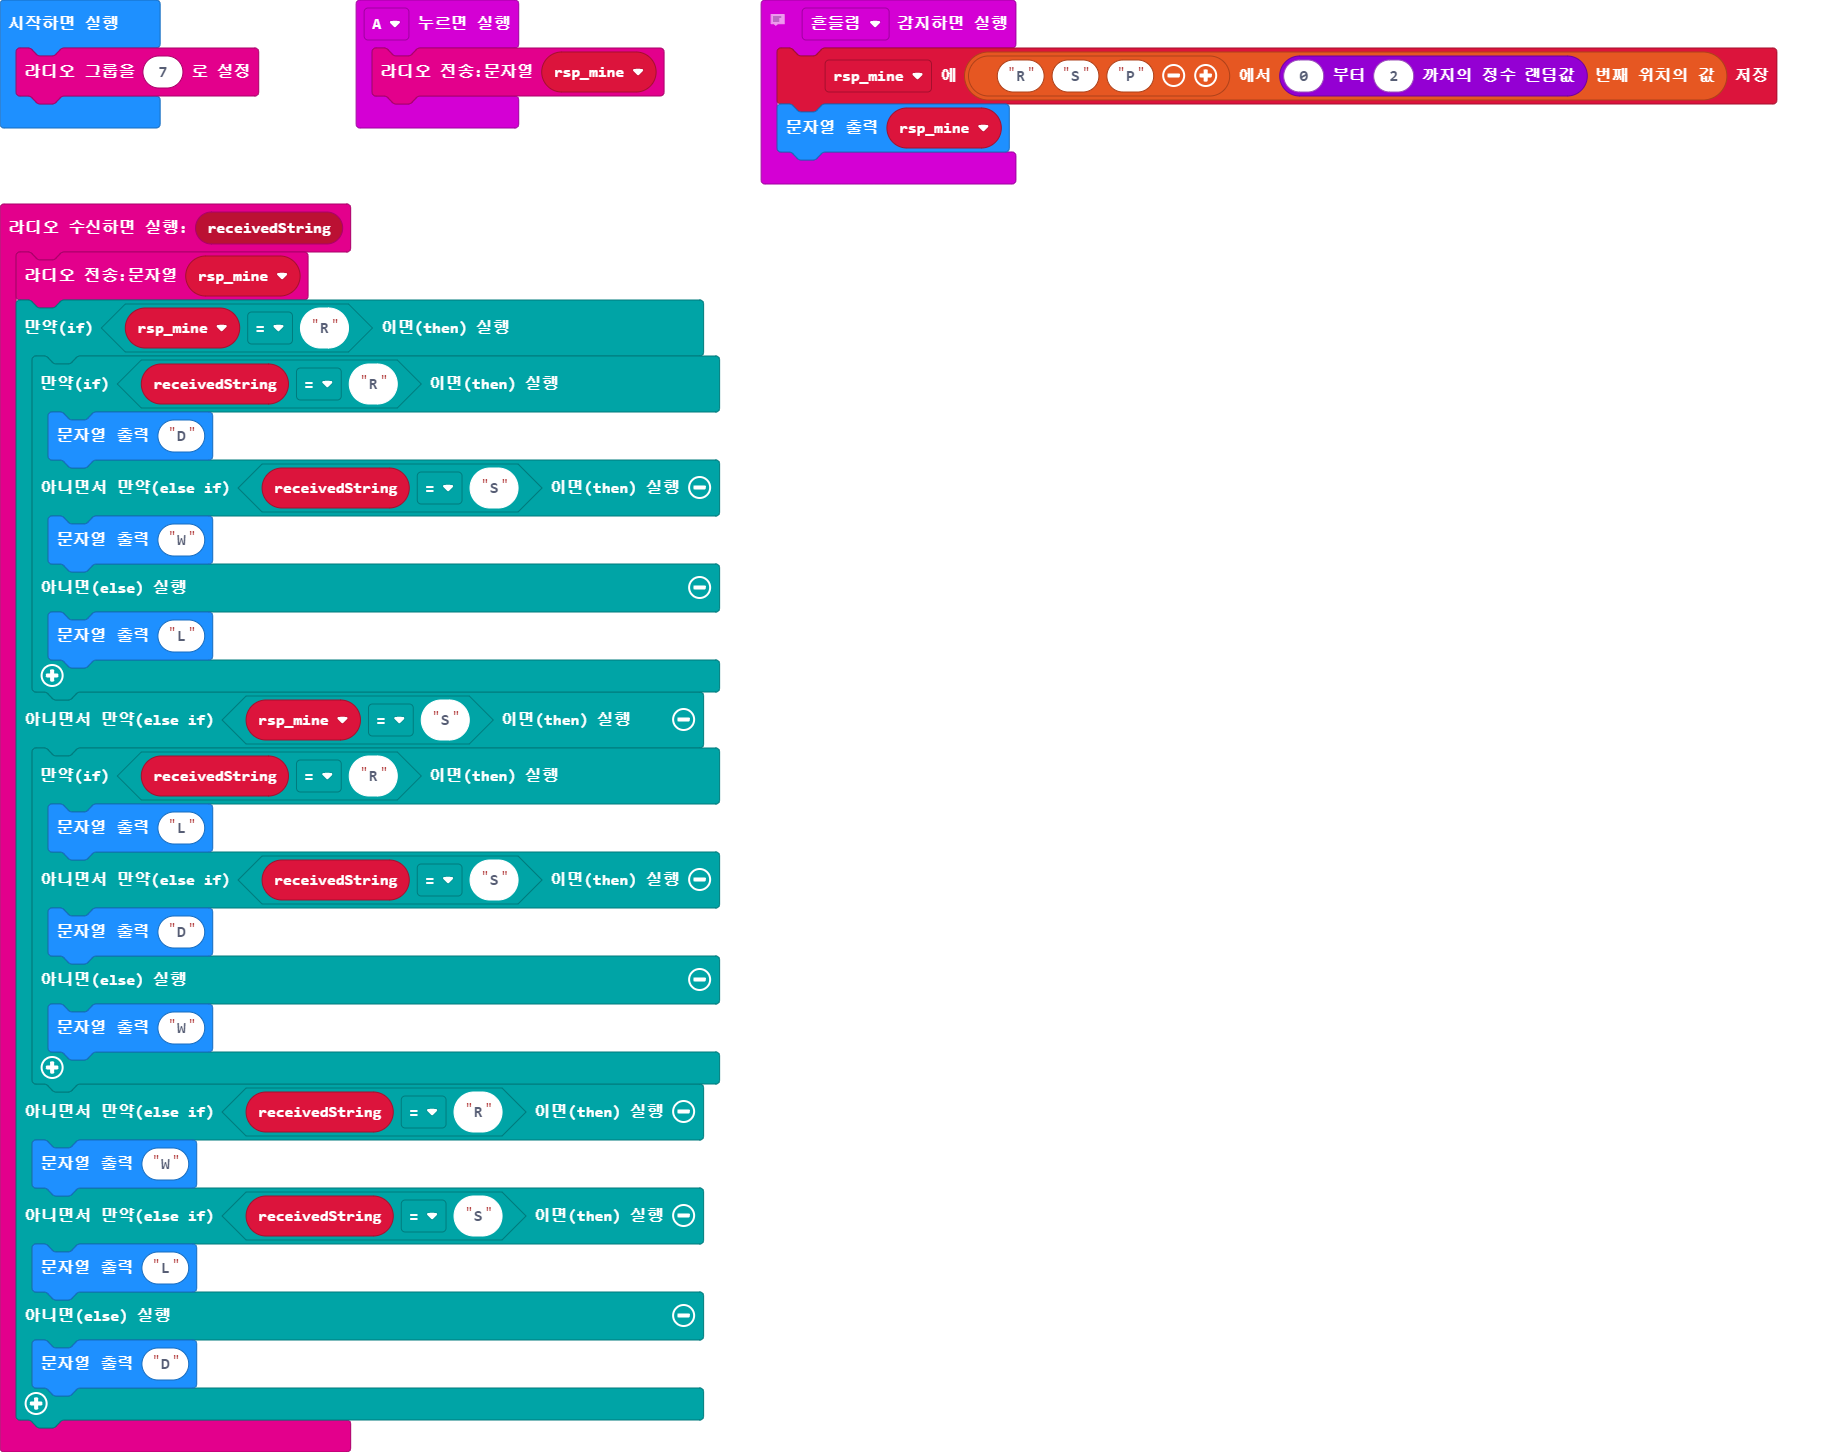 시작하면 실행
라디오 그룹을 7 로 설정
A 누르면 실행
라디오 전송:문자열 rsp_mine
흔들림 감지하면 실행
rsp_mine 에 "R" "S" "P" 에서 0 부터 2 까지의 정수 랜덤값 번째 위치의 값 저장
문자열 출력 rsp_mine
라디오 수신하면 실행: receivedString
라디오 전송:문자열 rsp_mine
만약(if) rsp_mine = "R" 이면(then) 실행
만약(if) receivedString = "R" 이면(then) 실행
문자열 출력 "D"
아니면서 만약(else if) receivedString = "S" 이면(then) 실행
문자열 출력 "W"
아니면(else) 실행
문자열 출력 "L"
아니면서 만약(else if) rsp_mine = "S" 이면(then) 실행
만약(if) receivedString = "R" 이면(then) 실행
문자열 출력 "L"
아니면서 만약(else if) receivedString = "S" 이면(then) 실행
문자열 출력 "D"
아니면(else) 실행
문자열 출력 "W"
아니면서 만약(else if) receivedString = "R" 이면(then) 실행
문자열 출력 "W"
아니면서 만약(else if) receivedString = "S" 이면(then) 실행
문자열 출력 "L"
아니면(else) 실행
문자열 출력 "D"